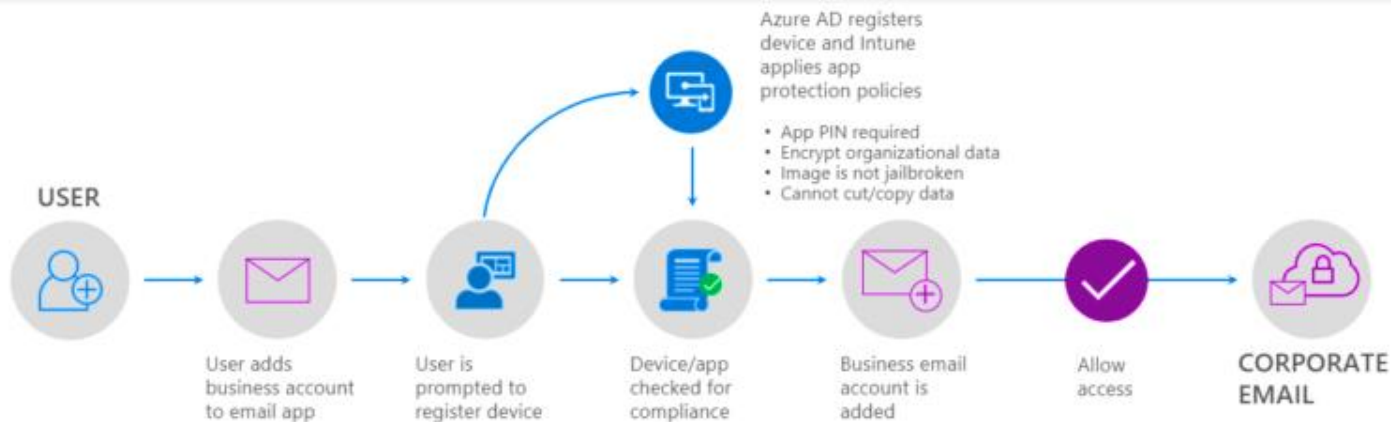 Azure AD registers
device and Intune
applies app
protection policies
• App PIN required
• Encrypt organizational data
• Image is not jailbroken
• Cannot cut/copy data
USER
User adds
business account
to email app
User is
prompted to
register device
Device/app
checked for
compliance
Business email
account is
added
Allow
access
CORPORATE
EMAIL